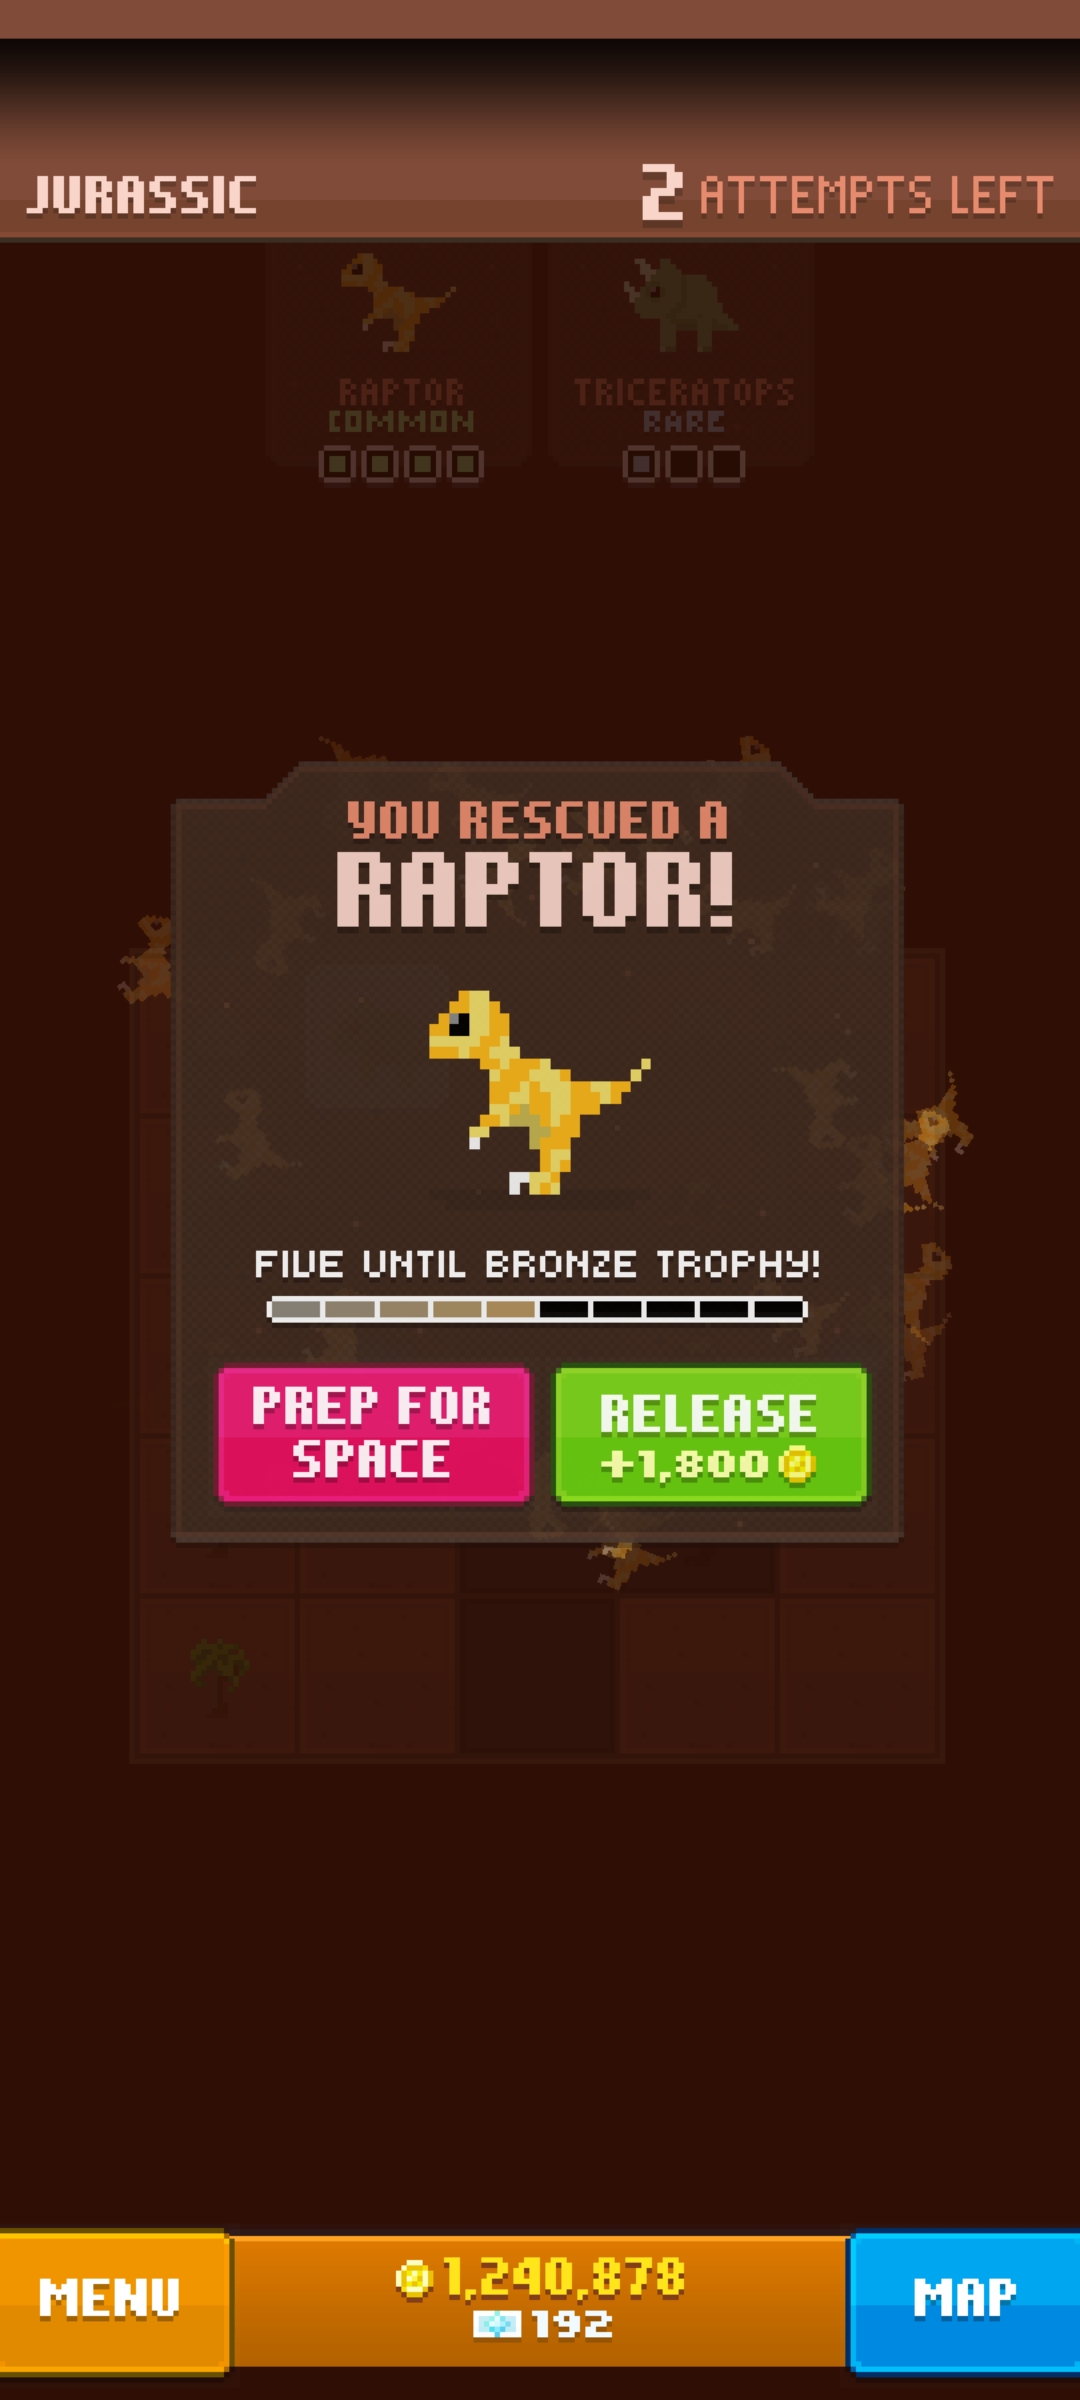 JURASSIC
2 ATTEMPTS LEFT
RAPTOR
COMMON
TRICERATOPS
RARE
YOU RESCUED A
RAPTOR!
FIVE UNTIL BRONZE TROPHY!
PREP FOR
SPACE
RELEASE
+1,800
MENU
1,240,878
192
MAP